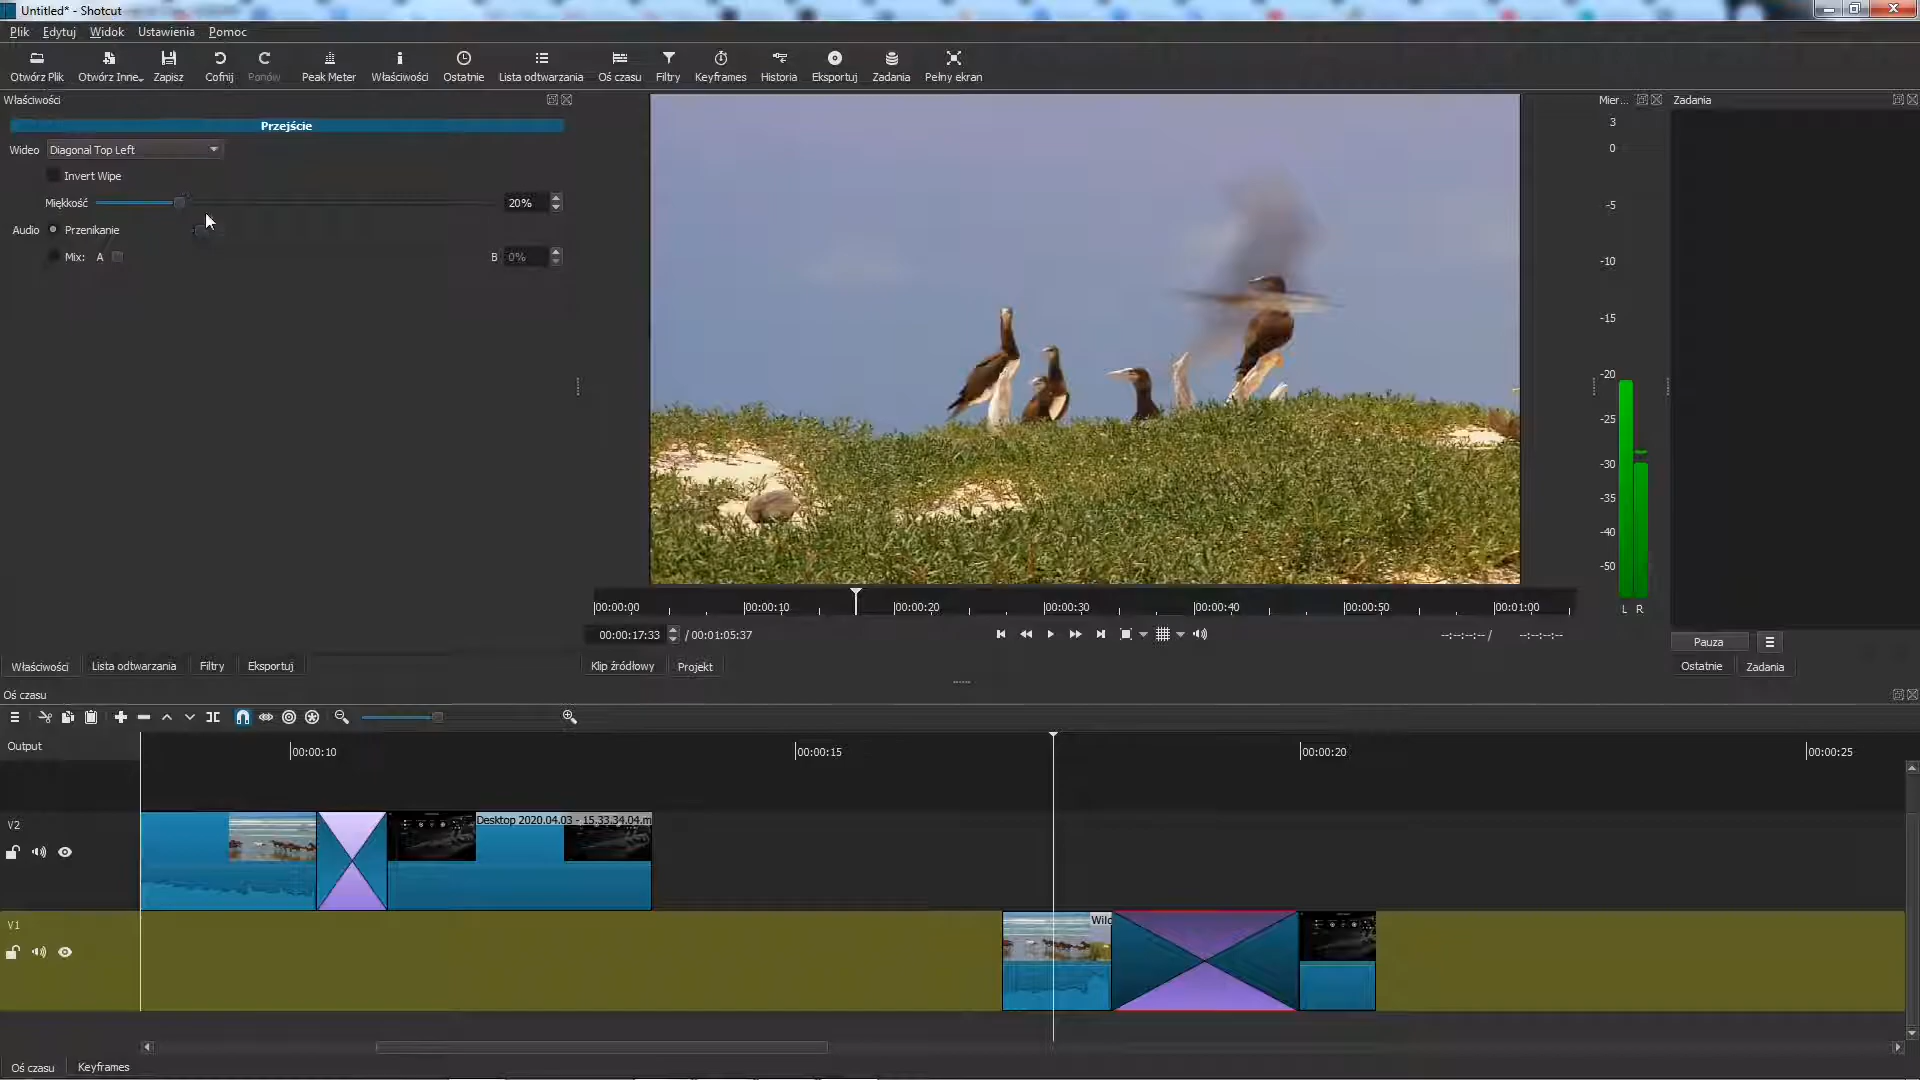 Untitled* - Shotcut
Plik Edytuj Widok Ustawienia Pomoc
Otwórz Plik Otwórz Inne Zapisz Cofnij Ponów Peak Meter Właściwości Ostatnie Lista odtwarzania Oś czasu Filtry Keyframes Historia Eksportuj Zadania Pełny ekran
Właściwości
Mier...
Zadania
Przejście
Wideo Diagonal Top Left
Invert Wipe
Miękkość 20%
Audio Przenikanie
Mix: A B 0%
3
0
-5
-10
-15
-20
-25
-30
-35
-40
-50
L R
00:00:00 00:00:10 00:00:20 00:00:30 00:00:40 00:00:50 00:01:00
00:00:17:33 / 00:01:05:37 --:--:--:-- / --:--:--:--
Pauza
Właściwości Lista odtwarzania Filtry Eksportuj
Klip źródłowy Projekt
Ostatnie Zadania
Oś czasu
Output
00:00:10 00:00:15 00:00:20 00:00:25
V2
Desktop 2020.04.03 - 15.33.34.04.m
V1
Wilc
Oś czasu Keyframes